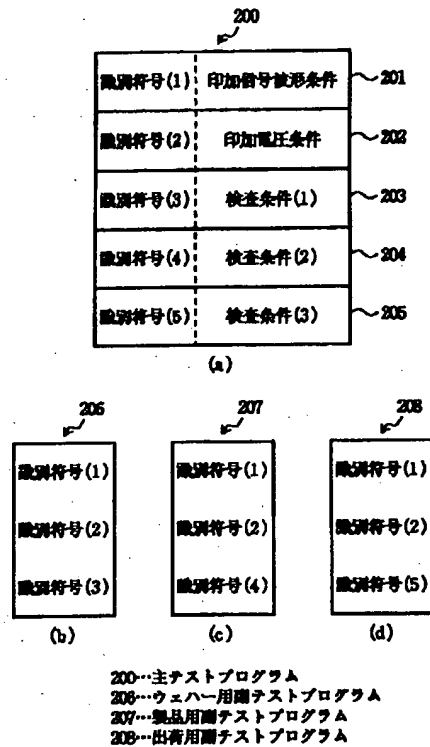 200
識別符号(1) 印加信号波形条件 201
識別符号(2) 印加電圧条件 202
識別符号(3) 検査条件(1) 203
識別符号(4) 検査条件(2) 204
識別符号(5) 検査条件(3) 205
(a)
206 207 208
識別符号(1) 識別符号(1) 識別符号(1)
識別符号(2) 識別符号(2) 識別符号(2)
識別符号(3) 識別符号(4) 識別符号(5)
(b) (c) (d)
200…主テストプログラム
206…ウェハー用副テストプログラム
207…製品用副テストプログラム
208…出荷用副テストプログラム